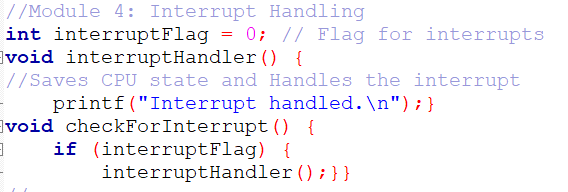 //Module 4: Interrupt Handling
int interruptFlag = 0; // Flag for interrupts
void interruptHandler() {
//Saves CPU state and Handles the interrupt
    printf("Interrupt handled.\n");}
void checkForInterrupt() {
    if (interruptFlag) {
        interruptHandler();}}